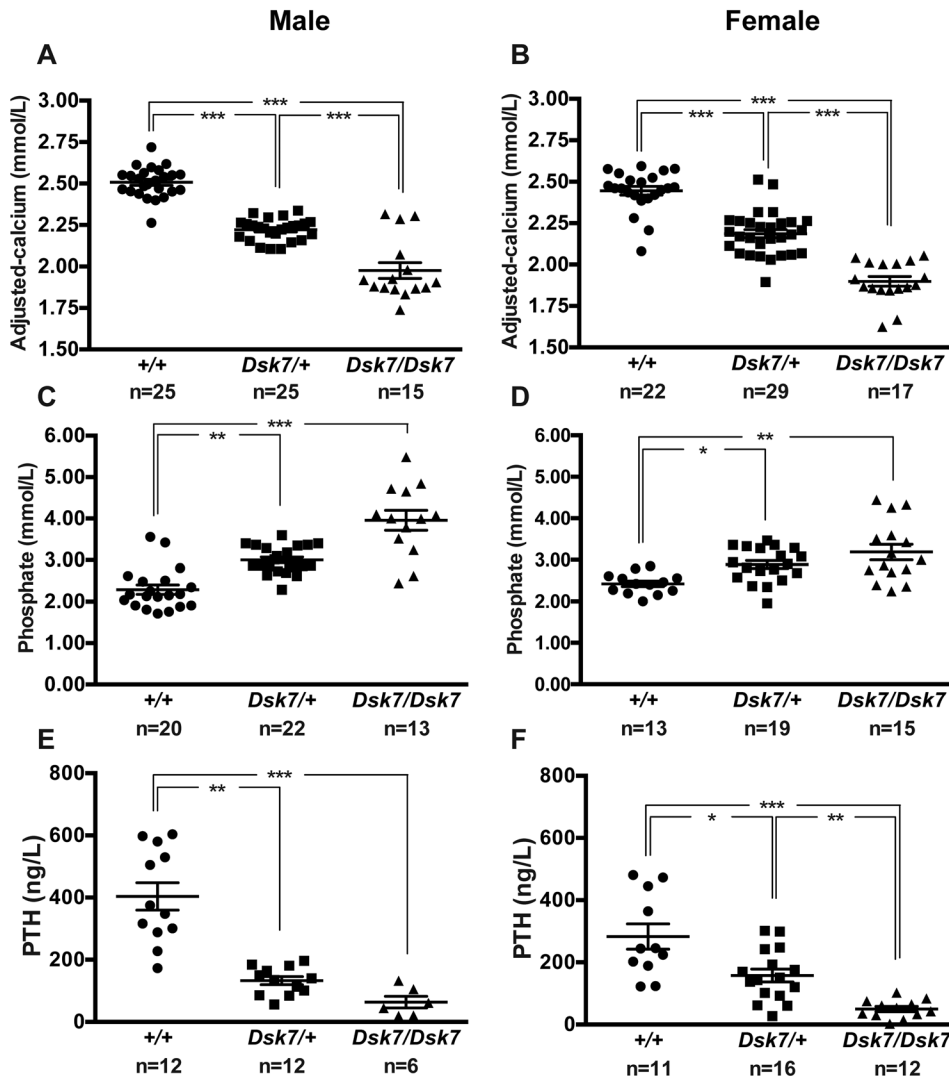 Male Female
A B
Adjusted-calcium (mmol/L)
3.00
2.75
2.50
2.25
2.00
1.75
1.50
*** *** ***
+/+ Dsk7/+ Dsk7/Dsk7
n=25 n=25 n=15
Adjusted-calcium (mmol/L)
3.00
2.75
2.50
2.25
2.00
1.75
1.50
*** *** ***
+/+ Dsk7/+ Dsk7/Dsk7
n=22 n=29 n=17
C D
Phosphate (mmol/L)
6.00
5.00
4.00
3.00
2.00
1.00
0.00
***
**
+/+ Dsk7/+ Dsk7/Dsk7
n=20 n=22 n=13
Phosphate (mmol/L)
6.00
5.00
4.00
3.00
2.00
1.00
0.00
**
*
+/+ Dsk7/+ Dsk7/Dsk7
n=13 n=19 n=15
E F
PTH (ng/L)
800
600
400
200
0
***
**
+/+ Dsk7/+ Dsk7/Dsk7
n=12 n=12 n=6
PTH (ng/L)
800
600
400
200
0
***
* **
+/+ Dsk7/+ Dsk7/Dsk7
n=11 n=16 n=12